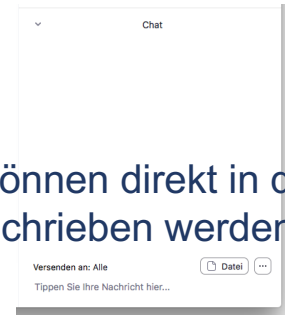 Chat
önnen direkt in
chrieben werden
Versenden an: Alle
Datei
Tippen Sie Ihre Nachricht hier...